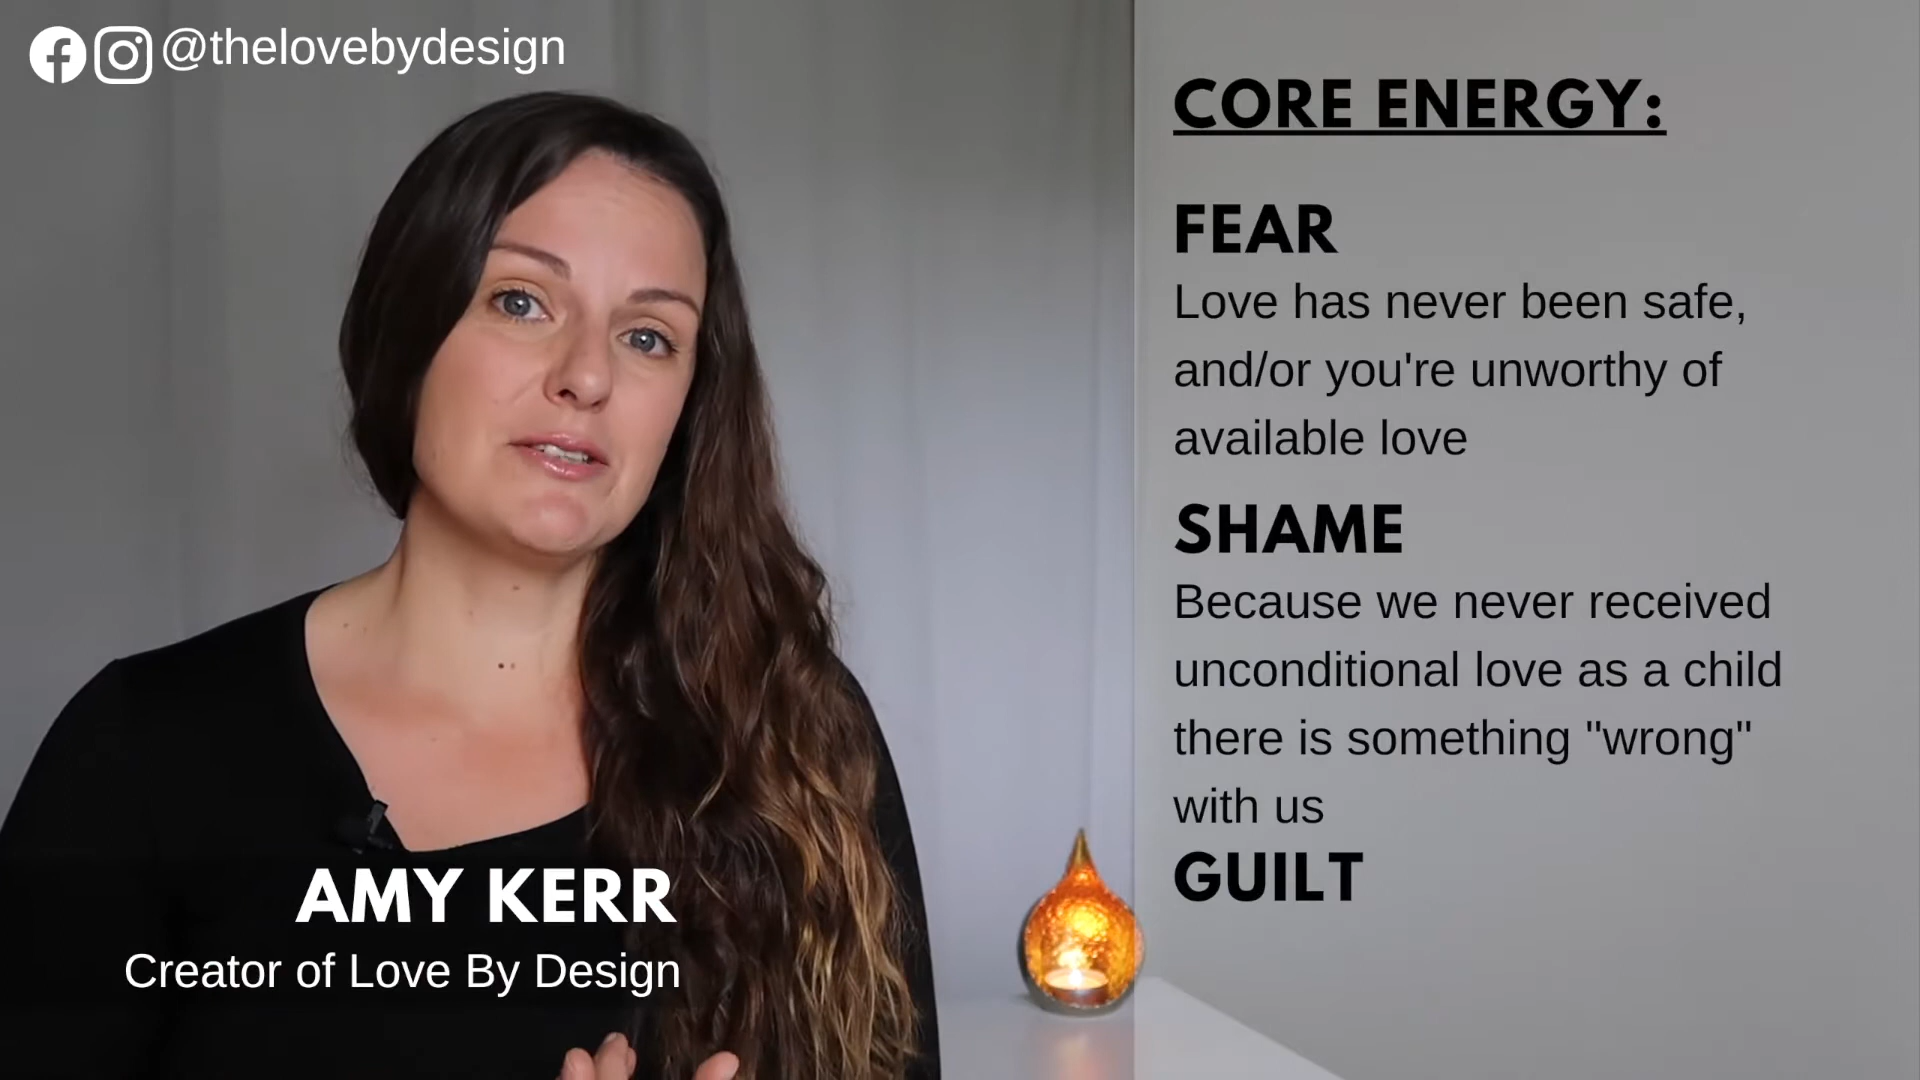 @thelovebydesign
CORE ENERGY:
FEAR
Love has never been safe,
and/or you're unworthy of
available love
SHAME
Because we never received
unconditional love as a child
there is something "wrong"
with us
GUILT
AMY KERR
Creator of Love By Design